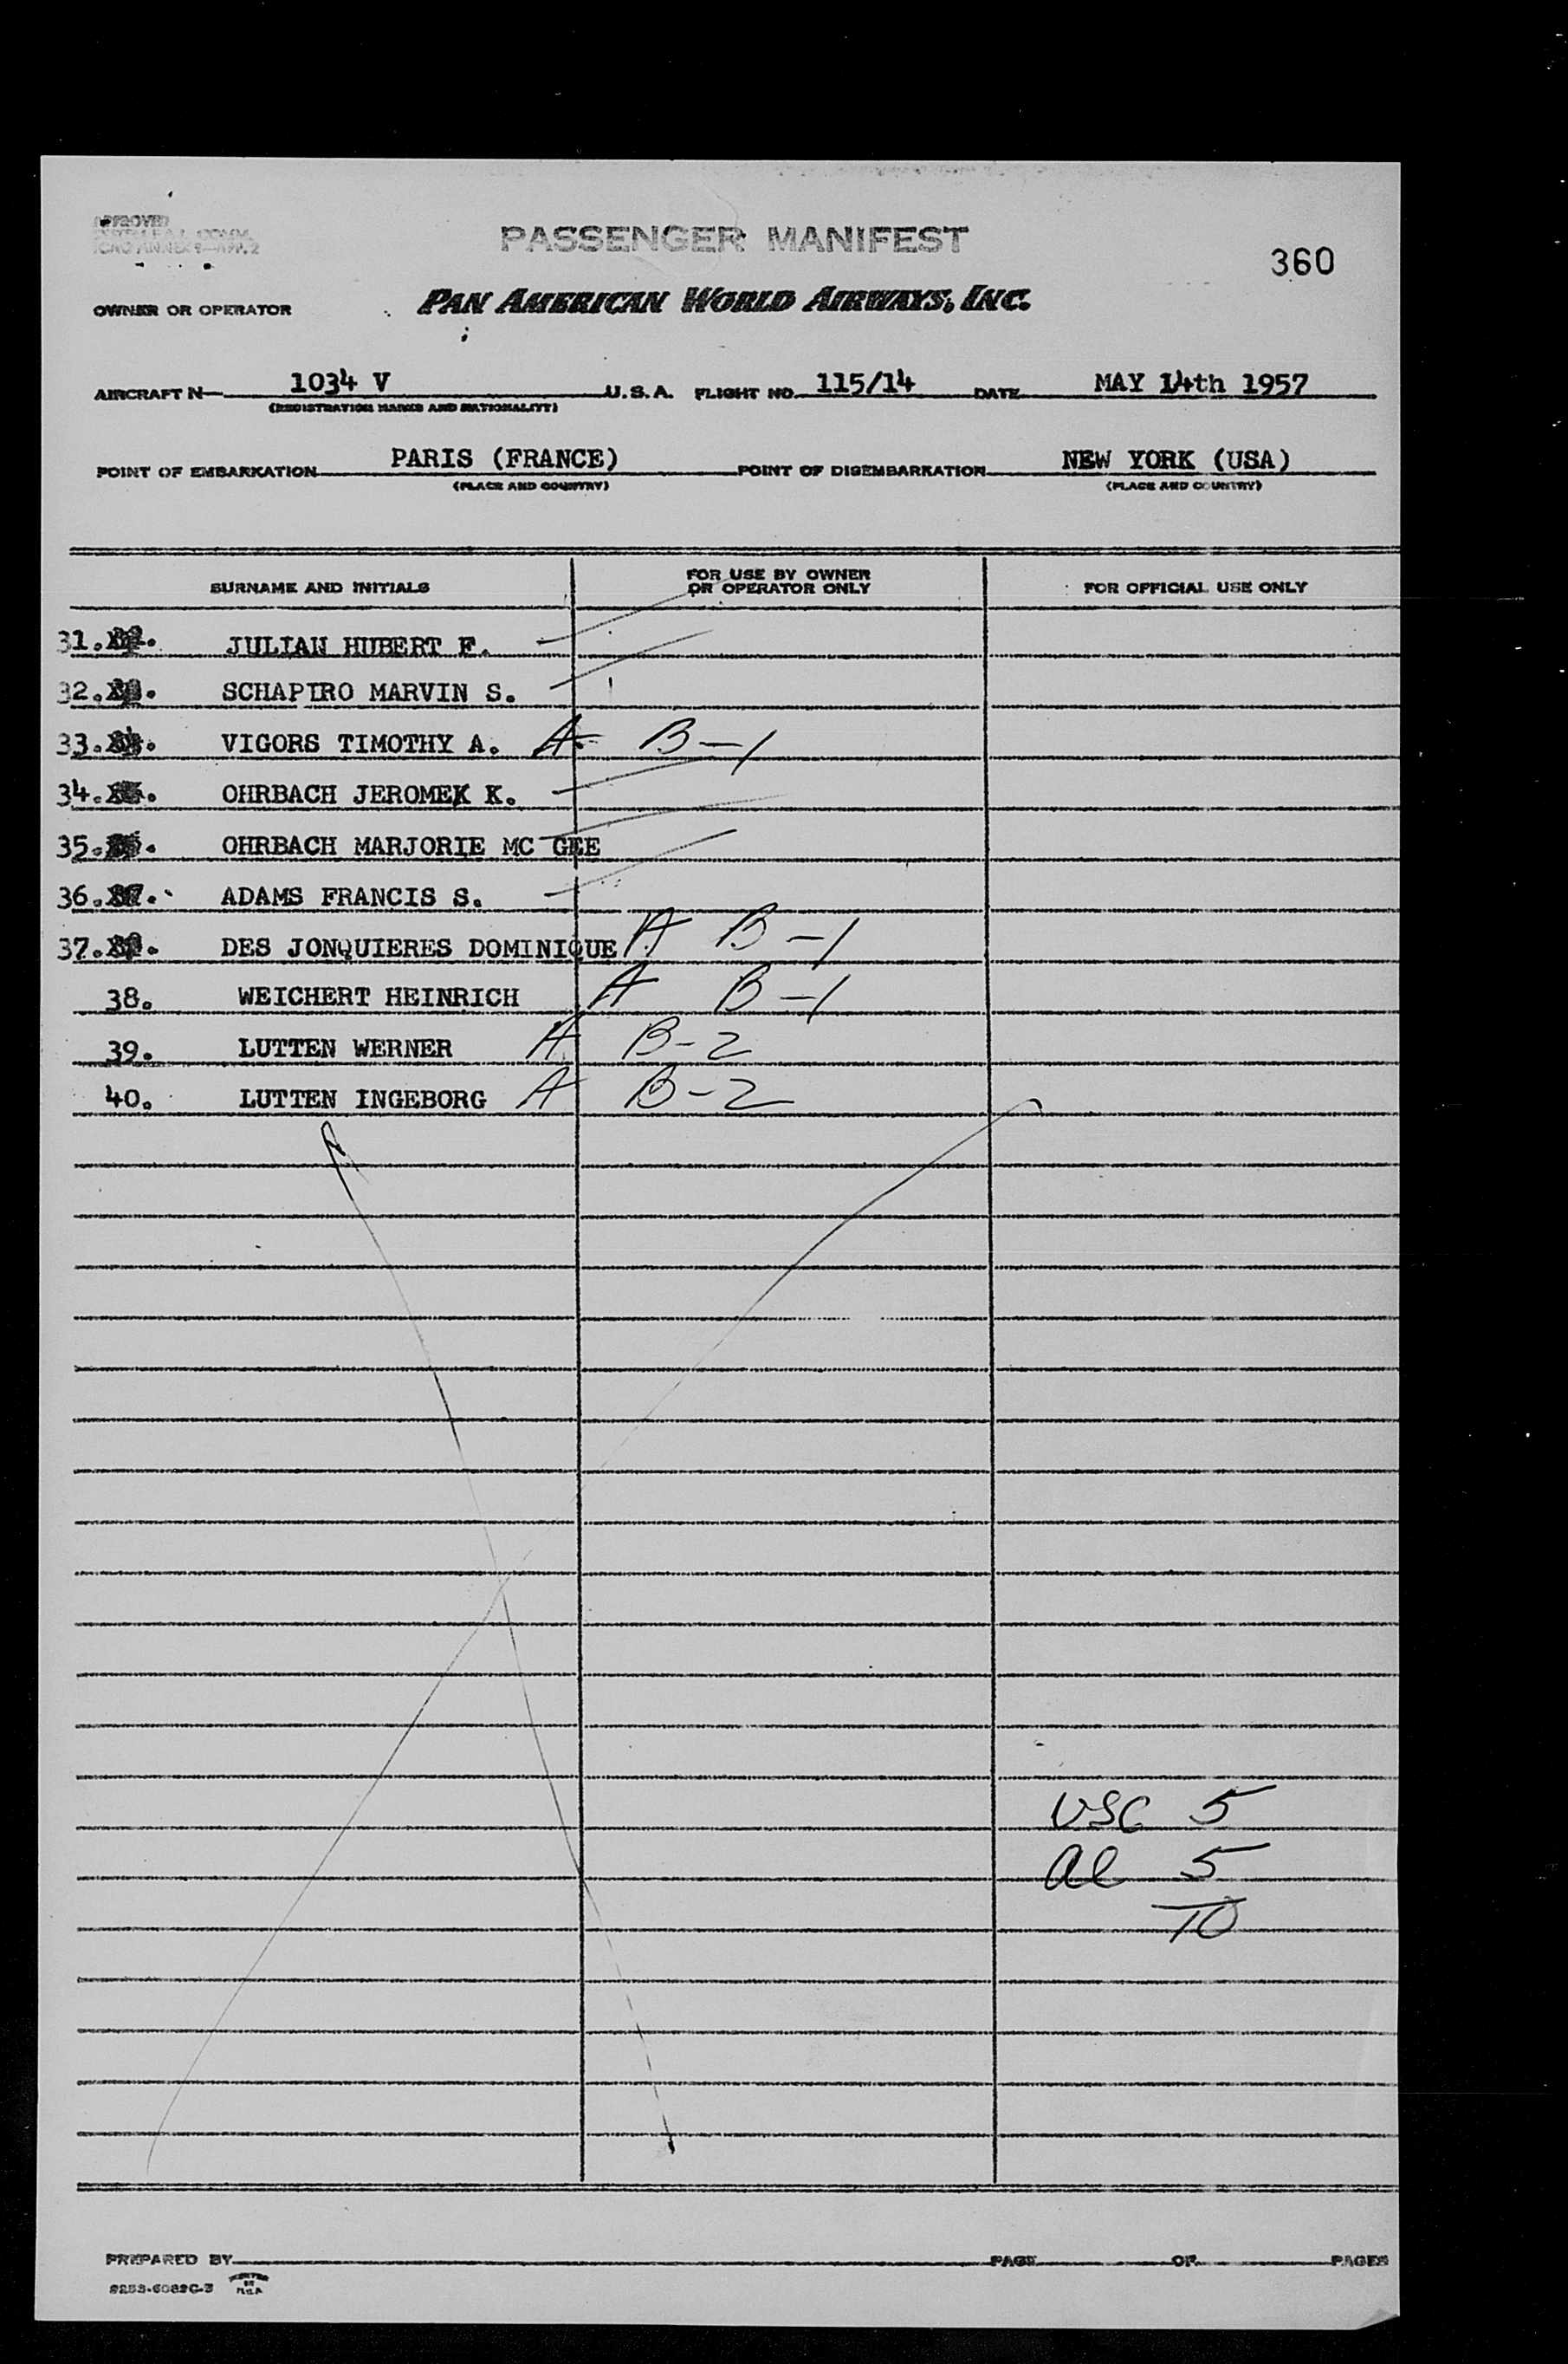 APPROVED
PASSENGER MANIFEST
360
OWNER OR OPERATOR PAN AMERICAN WORLD AIRWAYS, INC.
AIRCRAFT N 1034 V U.S.A. FLIGHT NO. 115/14 DATE MAY 14th 1957
(REGISTRATION MARKS AND NATIONALITY)
POINT OF EMBARKATION PARIS (FRANCE) POINT OF DISEMBARKATION NEW YORK (USA)
(PLACE AND COUNTRY) (PLACE AND COUNTRY)
SURNAME AND INITIALS FOR USE BY OWNER OR OPERATOR ONLY FOR OFFICIAL USE ONLY
31. JULIAN HUBERT F.
32. SCHAPIRO MARVIN S.
33. VIGORS TIMOTHY A. A B-1
34. OHRBACH JEROMEK K.
35. OHRBACH MARJORIE MC GEE
36. ADAMS FRANCIS S.
37. DES JONQUIERES DOMINIQUE A B-1
38. WEICHERT HEINRICH A B-1
39. LUTTEN WERNER A B-2
40. LUTTEN INGEBORG A B-2
USC 5
al 5
10
PREPARED BY PAGE OF PAGES